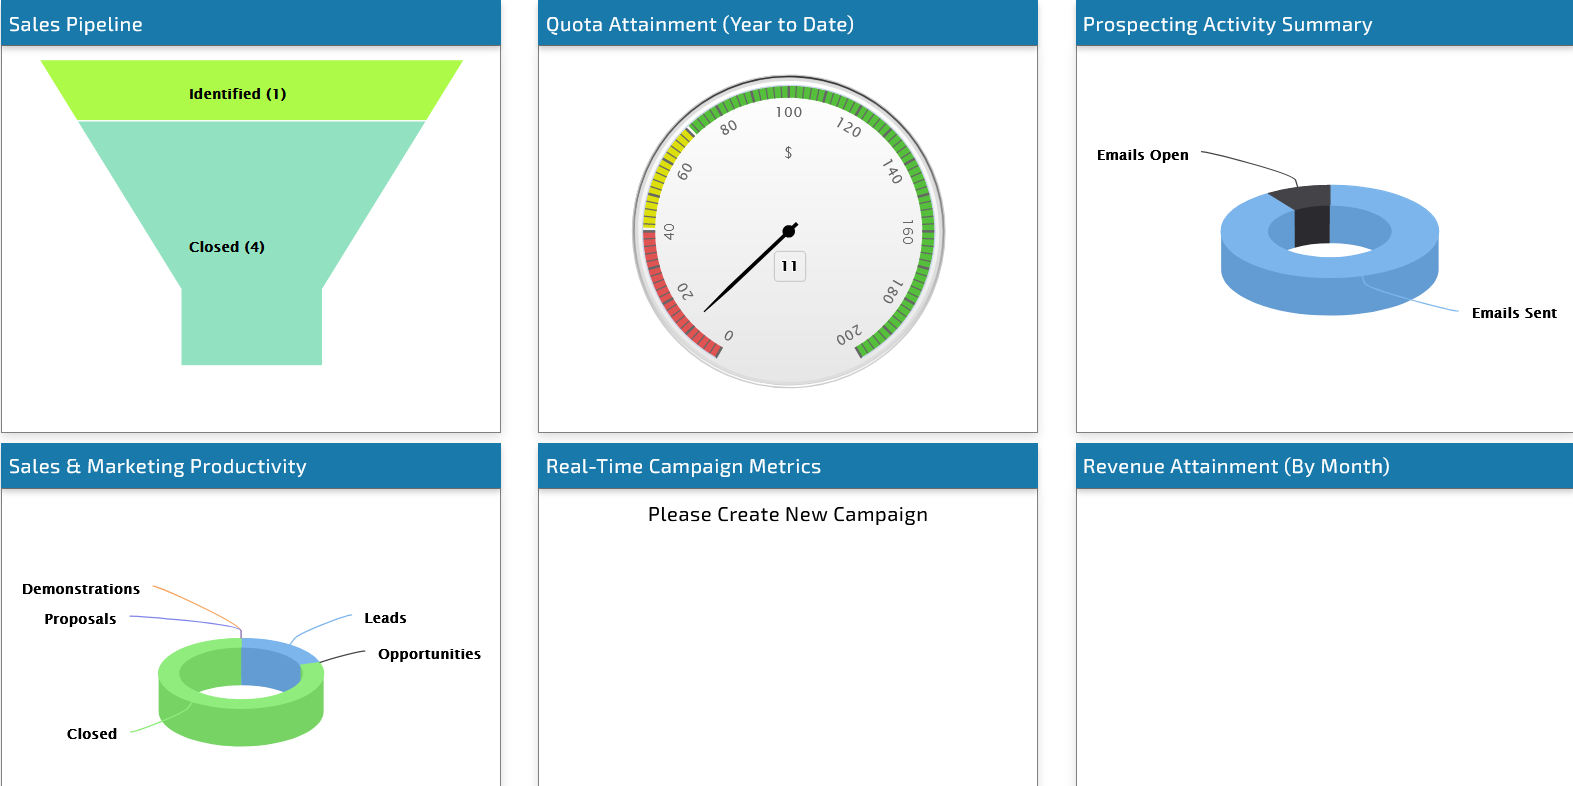 Sales Pipeline
Identified (1)
Closed (4)
Quota Attainment (Year to Date)
0
20
40
60
80
100
120
140
160
180
200
$
11
Prospecting Activity Summary
Emails Open
Emails Sent
Sales & Marketing Productivity
Demonstrations
Proposals
Leads
Opportunities
Closed
Real-Time Campaign Metrics
Please Create New Campaign
Revenue Attainment (By Month)